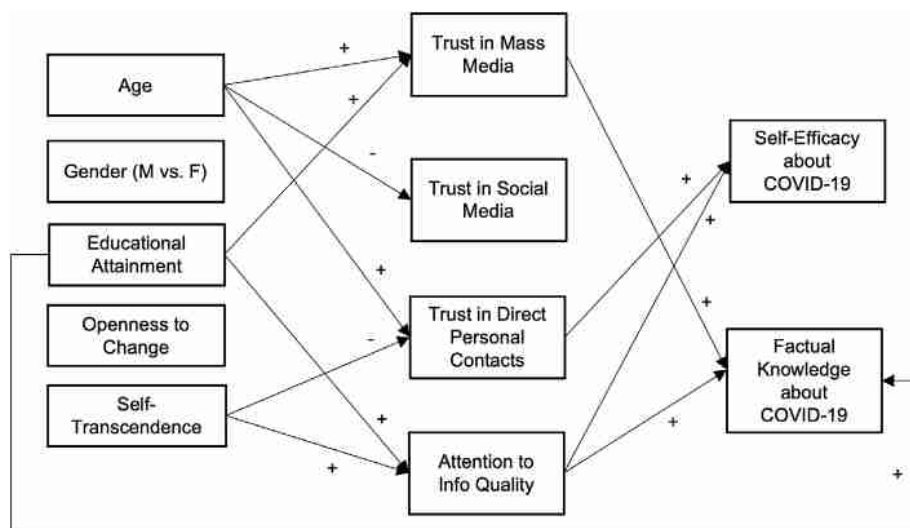 Age
Gender (M vs. F)
Educational
Attainment
Openness to
Change
Self-
Transcendence
+
+
-
+
-
+
+
Trust in Mass
Media
Trust in Social
Media
Trust in Direct
Personal
Contacts
Attention to
Info Quality
+
+
+
+
Self-Efficacy
about
COVID-19
Factual
Knowledge
about
COVID-19
+